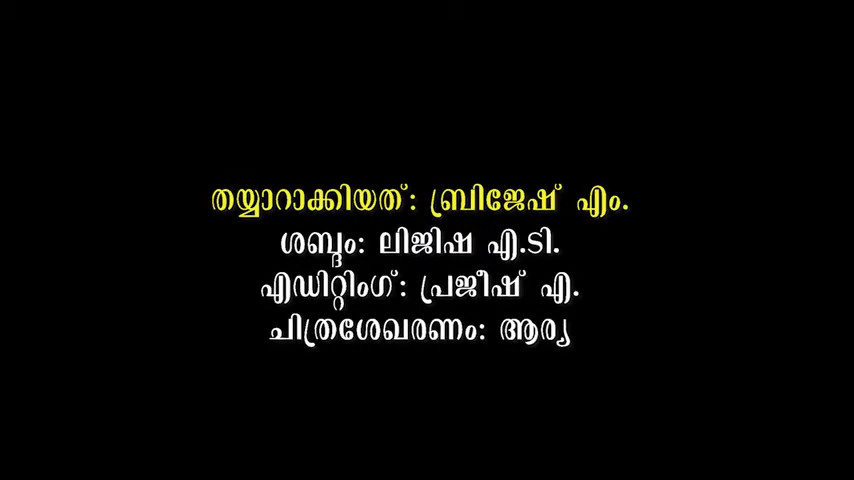 തയ്യാറാക്കിയത്: ബ്രിജേഷ് എം.
ശബ്ദം: ലിജിഷ എ.ടി.
എഡിറ്റിംഗ്: പ്രജീഷ് എ.
ചിത്രശേഖരണം: ആര്യ